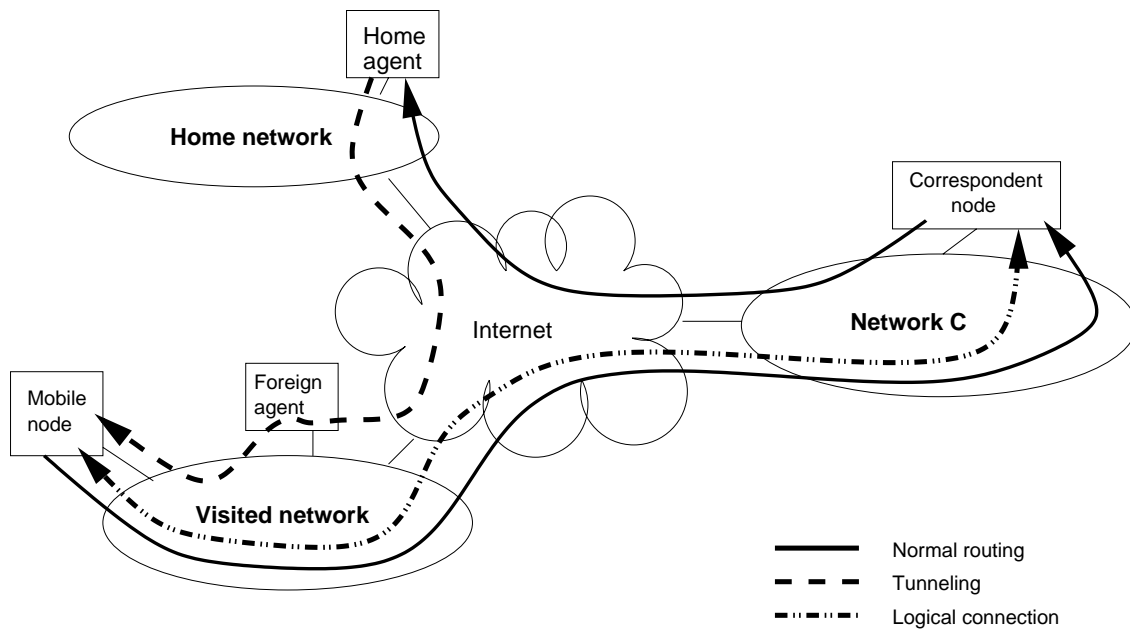 Home
agent
Home network
Correspondent
node
Internet
Network C
Mobile
node
Foreign
agent
Visited network
Normal routing
Tunneling
Logical connection